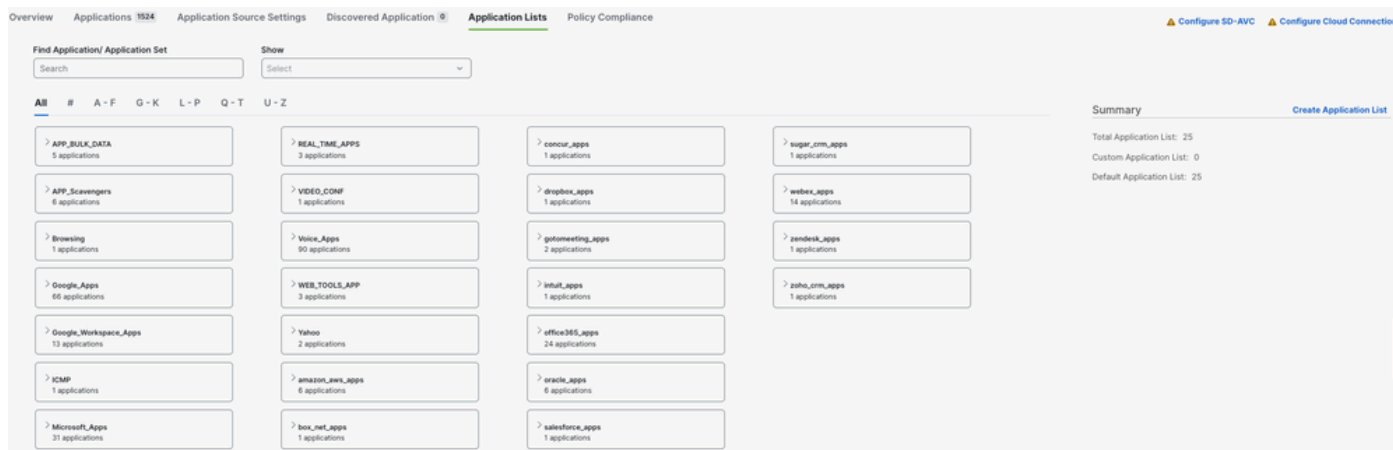 Overview Applications 1524 Application Source Settings Discovered Application 0 Application Lists Policy Compliance
Configure SD-AVC Configure Cloud Connectio
Find Application/ Application Set Show
Search Select
All # A - F G - K L - P Q - T U - Z
Summary Create Application List
Total Application List: 25
Custom Application List: 0
Default Application List: 25
APP_BULK_DATA
5 applications
REAL_TIME_APPS
3 applications
concur_apps
1 applications
sugar_crm_apps
1 applications
APP_Scavengers
6 applications
VIDEO_CONF
1 applications
dropbox_apps
1 applications
webex_apps
14 applications
Browsing
1 applications
Voice_Apps
90 applications
gotomeeting_apps
2 applications
zendesk_apps
1 applications
Google_Apps
66 applications
WEB_TOOLS_APP
3 applications
intuit_apps
1 applications
zoho_crm_apps
1 applications
Google_Workspace_Apps
13 applications
Yahoo
2 applications
office365_apps
24 applications
ICMP
1 applications
amazon_aws_apps
6 applications
oracle_apps
6 applications
Microsoft_Apps
31 applications
box_net_apps
1 applications
salesforce_apps
1 applications